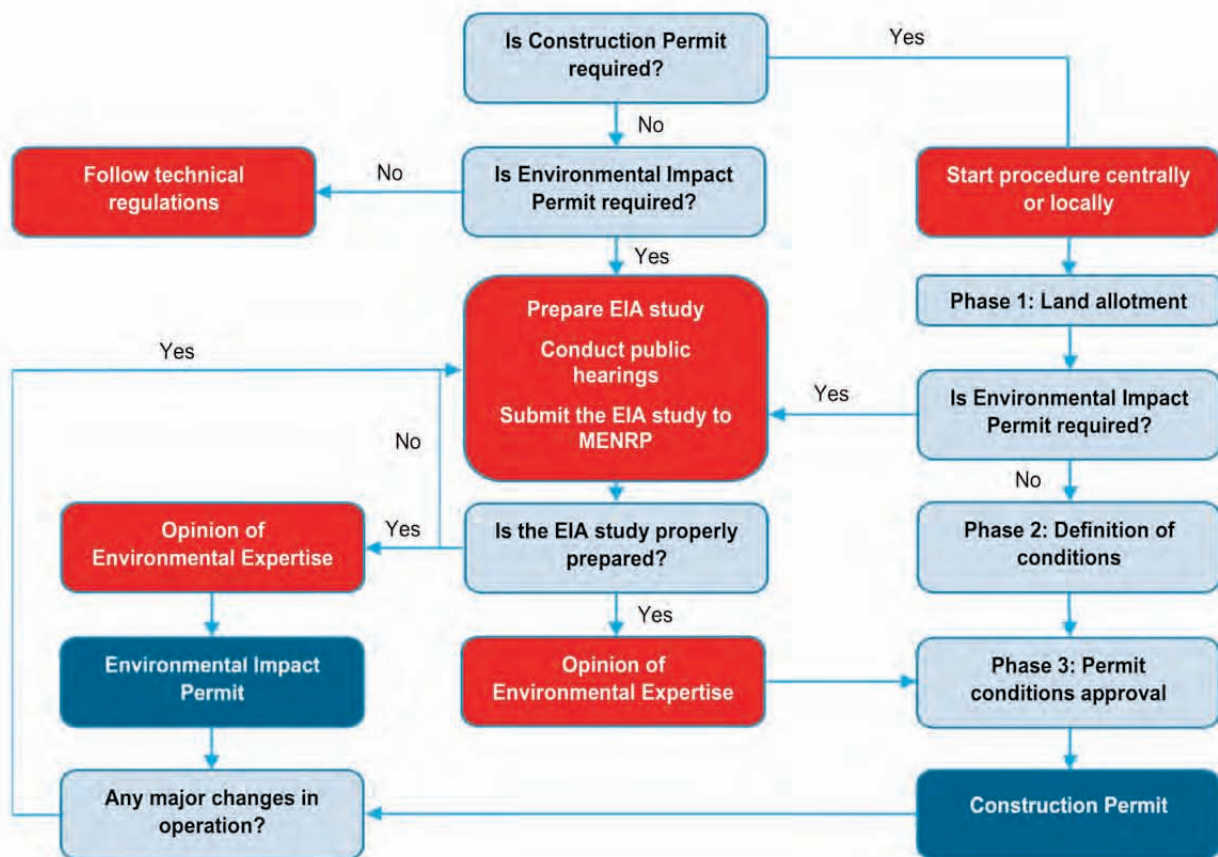 Is Construction Permit
required?
Yes
No
Follow technical
regulations
No
Is Environmental Impact
Permit required?
Start procedure centrally
or locally
Yes
Phase 1: Land allotment
Prepare EIA study
Conduct public
hearings
Submit the EIA study to
MENRP
Yes
Yes
Is Environmental Impact
Permit required?
No
No
Opinion of
Environmental Expertise
Yes
Is the EIA study properly
prepared?
Phase 2: Definition of
conditions
Yes
Environmental Impact
Permit
Opinion of
Environmental Expertise
Phase 3: Permit
conditions approval
Any major changes in
operation?
Construction Permit